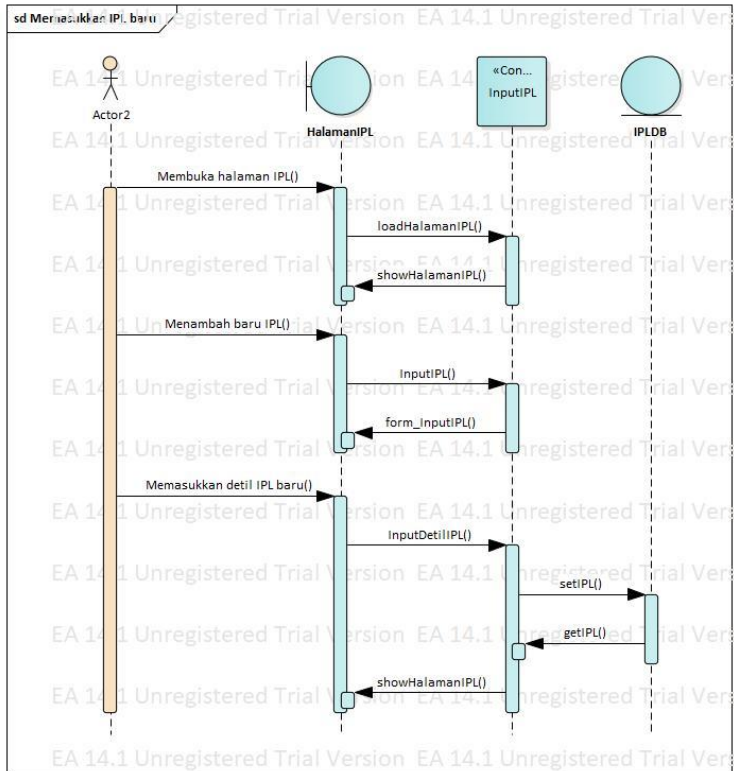 sd Memasukkan IPL baru
EA 14.1 Unregistered Trial Version EA 14.1 Unregistered Trial Vers
Actor2
HalamanIPL
«Con...
InputIPL
IPLDB
Membuka halaman IPL()
loadHalamanIPL()
showHalamanIPL()
Menambah baru IPL()
InputIPL()
form_InputIPL()
Memasukkan detil IPL baru()
InputDetilIPL()
setIPL()
getIPL()
showHalamanIPL()